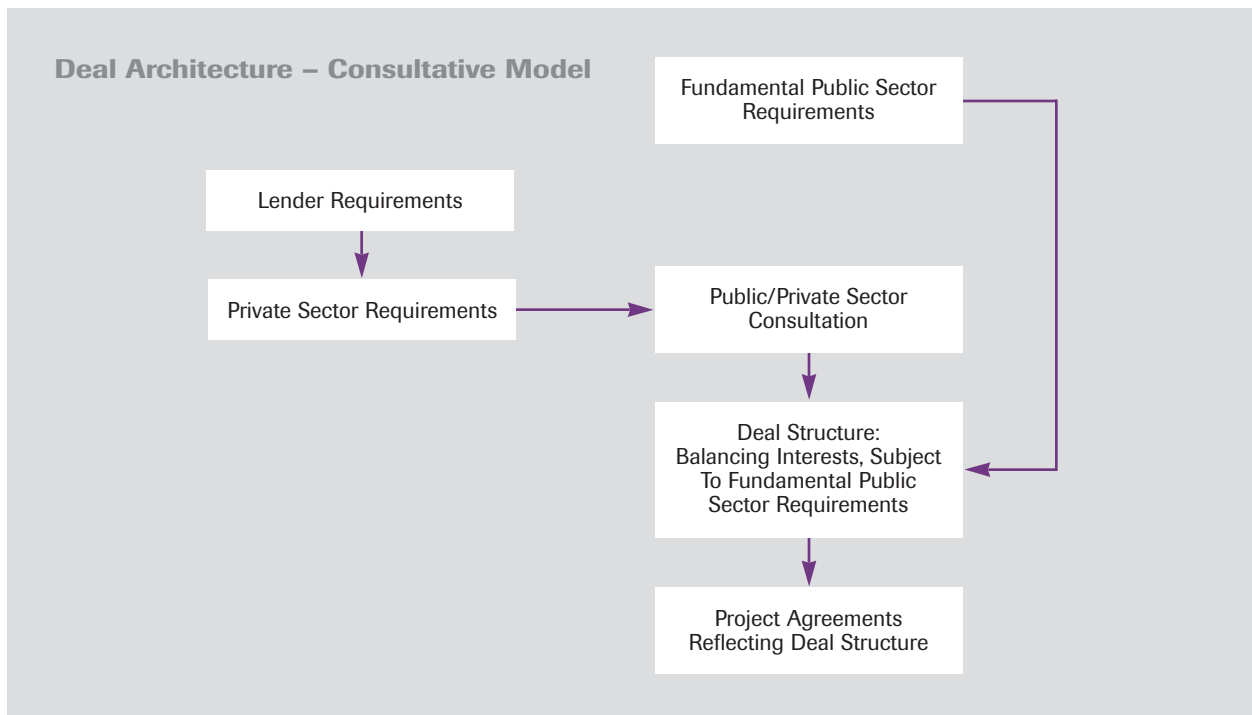 Deal Architecture – Consultative Model
Fundamental Public Sector
Requirements
Lender Requirements
Private Sector Requirements
Public/Private Sector
Consultation
Deal Structure:
Balancing Interests, Subject
To Fundamental Public
Sector Requirements
Project Agreements
Reflecting Deal Structure